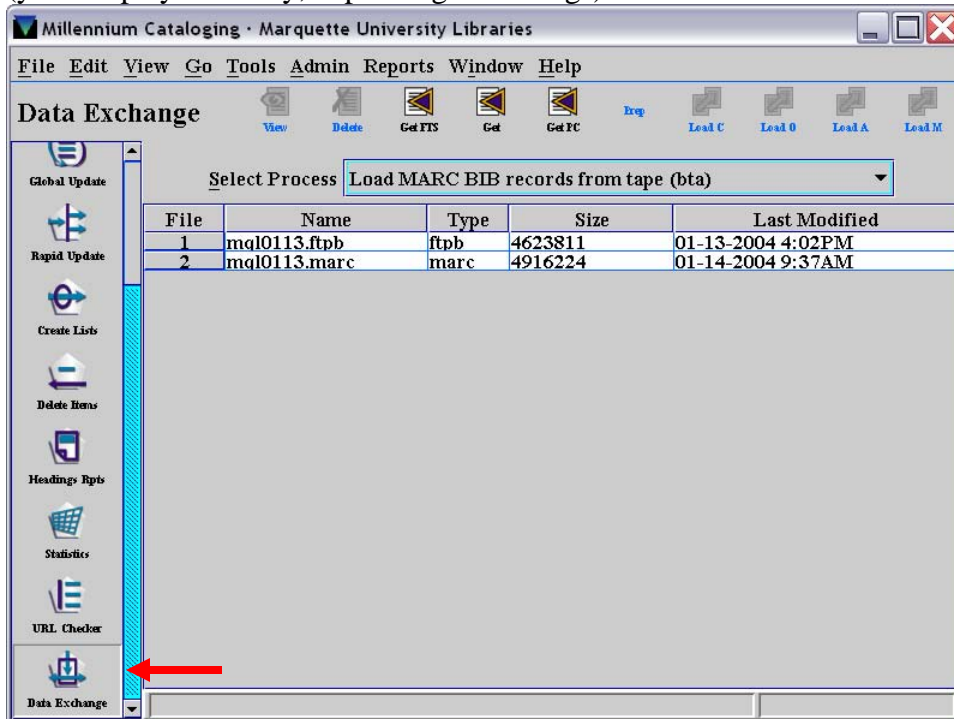 Millennium Cataloging · Marquette University Libraries
File Edit View Go Tools Admin Reports Window Help
Data Exchange
View Delete Get FTS Get Get PC Prep Load C Load O Load A Load M
Global Update
Select Process Load MARC BIB records from tape (bta)
File Name Type Size Last Modified
1 mql0113.ftpb ftpb 4623811 01-13-2004 4:02PM
2 mql0113.marc marc 4916224 01-14-2004 9:37AM
Rapid Update
Create Lists
Delete Items
Headings Rpts
Statistics
URL Checker
Data Exchange